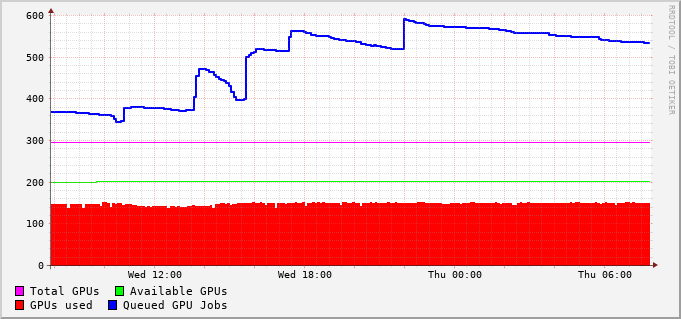 600
500
400
300
200
100
0
Wed 12:00 Wed 18:00 Thu 00:00 Thu 06:00
Total GPUs Available GPUs
GPUs used Queued GPU Jobs
RRDTOOL / TOBI OETIKER